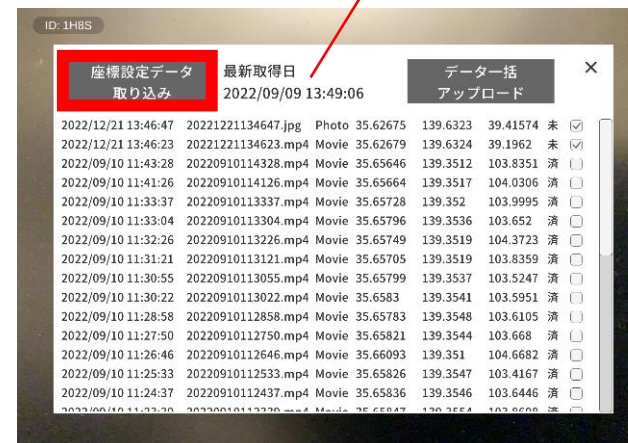 ID: 1H8S
座標設定データ 最新取得日 データ一括 ×
取り込み 2022/09/09 13:49:06 アップロード
2022/12/21 13:46:47 20221221134647.jpg Photo 35.62675 139.6323 39.41574 未
2022/12/21 13:46:23 20221221134623.mp4 Movie 35.62679 139.6324 39.1962 未
2022/09/10 11:43:28 20220910114328.mp4 Movie 35.65646 139.3512 103.8351 済
2022/09/10 11:41:26 20220910114126.mp4 Movie 35.65664 139.3517 104.0306 済
2022/09/10 11:33:37 20220910113337.mp4 Movie 35.65728 139.352 103.9995 済
2022/09/10 11:33:04 20220910113304.mp4 Movie 35.65796 139.3536 103.652 済
2022/09/10 11:32:26 20220910113226.mp4 Movie 35.65749 139.3519 104.3723 済
2022/09/10 11:31:21 20220910113121.mp4 Movie 35.65705 139.3519 103.8359 済
2022/09/10 11:30:55 20220910113055.mp4 Movie 35.65799 139.3537 103.5247 済
2022/09/10 11:30:22 20220910113022.mp4 Movie 35.6583 139.3541 103.5951 済
2022/09/10 11:28:58 20220910112858.mp4 Movie 35.65783 139.3548 103.6105 済
2022/09/10 11:27:50 20220910112750.mp4 Movie 35.65821 139.3544 103.668 済
2022/09/10 11:26:46 20220910112646.mp4 Movie 35.66093 139.351 104.6682 済
2022/09/10 11:25:33 20220910112533.mp4 Movie 35.65826 139.3547 103.4167 済
2022/09/10 11:24:37 20220910112437.mp4 Movie 35.65836 139.3546 103.6446 済